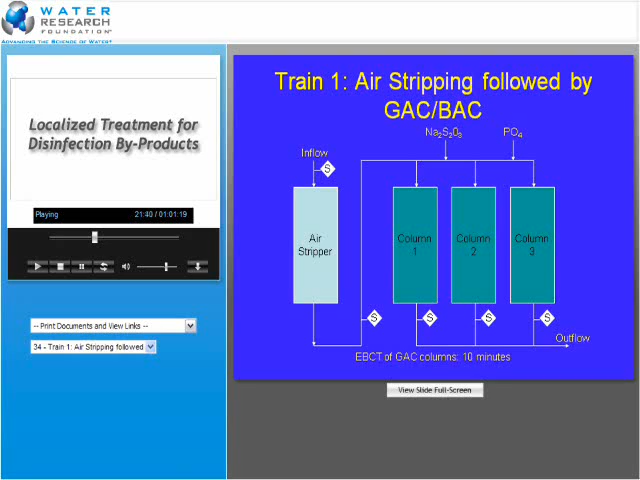 WATER
RESEARCH
FOUNDATION
ADVANCING THE SCIENCE OF WATER
Localized Treatment for
Disinfection By-Products
Playing 21:40 / 01:01:19
-- Print Documents and View Links --
34 - Train 1: Air Stripping followed
Train 1: Air Stripping followed by
GAC/BAC
Na₂S₂0₃ PO₄
Inflow
S
Air
Stripper
Column
1
Column
2
Column
3
S
S
S
S
Outflow
EBCT of GAC columns: 10 minutes
View Slide Full-Screen